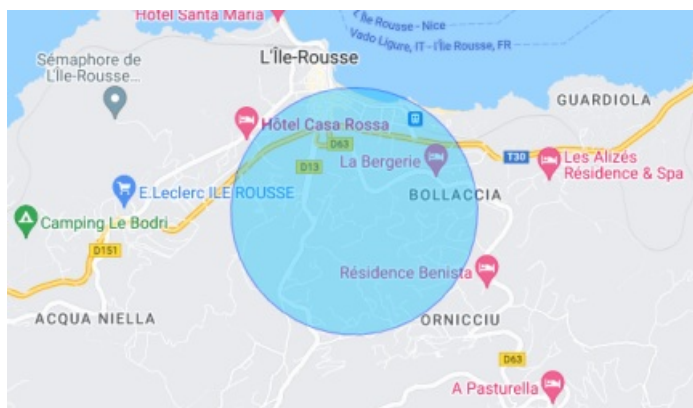 Hôtel Santa Maria
L'Île Rousse - Nice
Vado Ligure, IT - l'Île Rousse, FR
L'Île-Rousse
Sémaphore de
L'Île-Rousse...
GUARDIOLA
Hôtel Casa Rossa
D63
D13
La Bergerie
T30
Les Alizés
Résidence & Spa
E.Leclerc ILE ROUSSE
BOLLACCIA
Camping Le Bodri
D151
Résidence Benista
ACQUA NIELLA
ORNICCIU
D63
A Pasturella